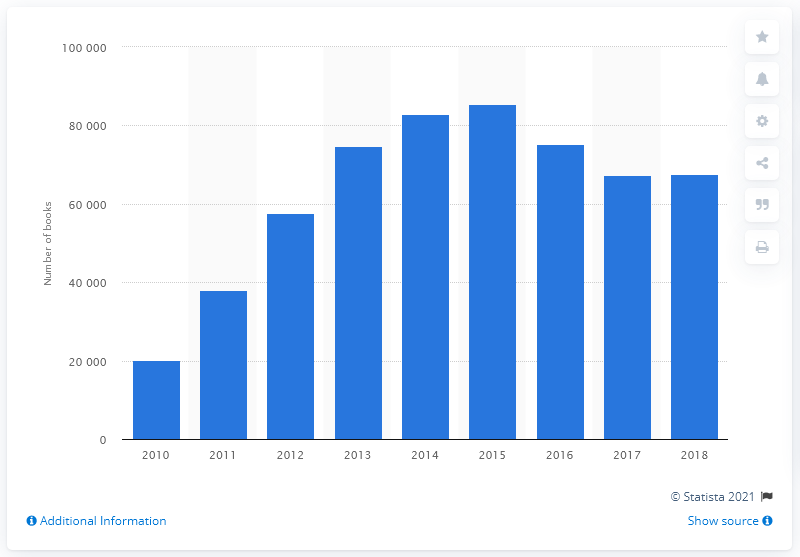 100 000
80 000
60 000
40 000
20 000
0
Number of books
2010 2011 2012 2013 2014 2015 2016 2017 2018
© Statista 2021
Additional Information
Show source